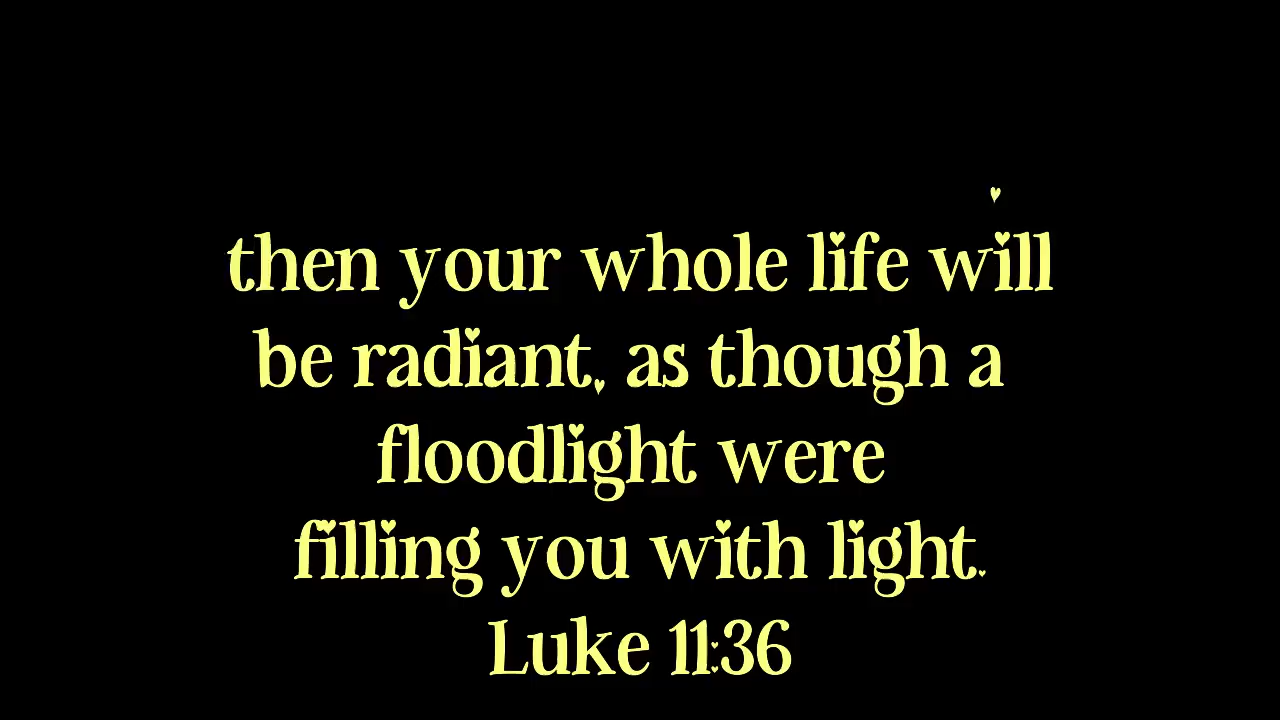 then your whole life will
be radiant, as though a
floodlight were
filling you with light.
Luke 11:36